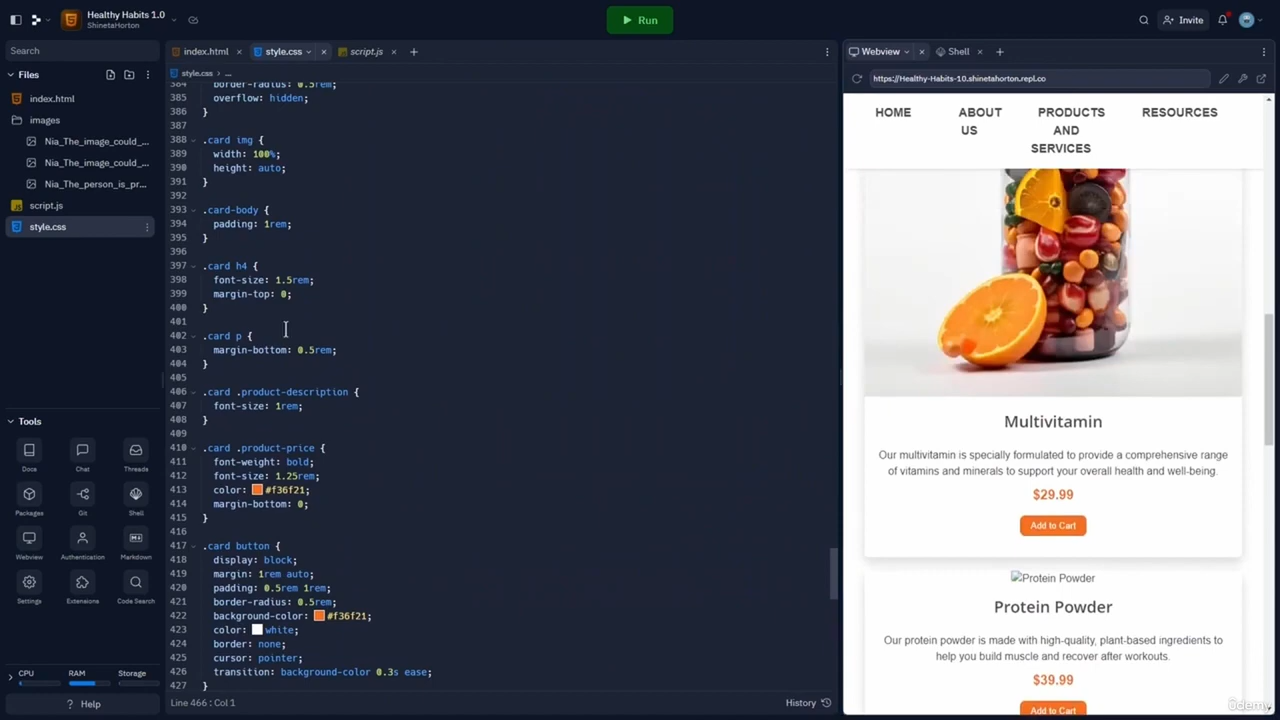 Healthy Habits 1.0
ShinetaHorton
Run
Invite
Search
Files
index.html
images
Nia_The_image_could_...
Nia_The_image_could_...
Nia_The_person_is_pr...
script.js
style.css
Tools
Docs
Chat
Threads
Packages
Git
Shell
Webview
Authentication
Markdown
Settings
Extensions
Code Search
CPU
RAM
Storage
? Help
index.html
style.css
script.js
style.css > ...
384 border-radius: 0.5rem;
385 overflow: hidden;
386 }
387
388 .card img {
389 width: 100%;
390 height: auto;
391 }
392
393 .card-body {
394 padding: 1rem;
395 }
396
397 .card h4 {
398 font-size: 1.5rem;
399 margin-top: 0;
400 }
401
402 .card p {
403 margin-bottom: 0.5rem;
404 }
405
406 .card .product-description {
407 font-size: 1rem;
408 }
409
410 .card .product-price {
411 font-weight: bold;
412 font-size: 1.25rem;
413 color: #f36f21;
414 margin-bottom: 0;
415 }
416
417 .card button {
418 display: block;
419 margin: 1rem auto;
420 padding: 0.5rem 1rem;
421 border-radius: 0.5rem;
422 background-color: #f36f21;
423 color: white;
424 border: none;
425 cursor: pointer;
426 transition: background-color 0.3s ease;
427 }
Line 466 : Col 1
History
Webview
Shell
https://Healthy-Habits-10.shinetahorton.repl.co
HOME
ABOUT US
PRODUCTS AND SERVICES
RESOURCES
Multivitamin
Our multivitamin is specially formulated to provide a comprehensive range
of vitamins and minerals to support your overall health and well-being.
$29.99
Add to Cart
Protein Powder
Protein Powder
Our protein powder is made with high-quality, plant-based ingredients to
help you build muscle and recover after workouts.
$39.99
Add to Cart
ûdemy